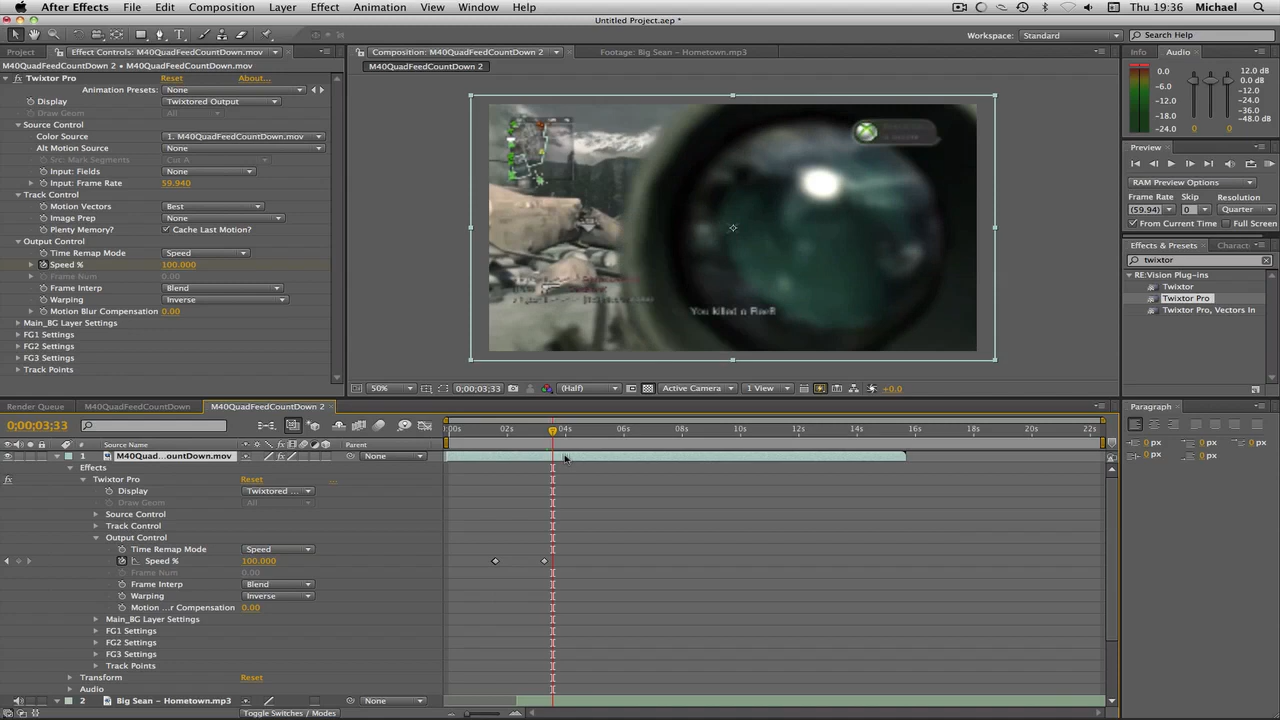 After Effects File Edit Composition Layer Effect Animation View Window Help Thu 19:36 Michael
Untitled Project.aep *
Workspace: Standard Search Help
Project Effect Controls: M40QuadFeedCountDown.mov
M40QuadFeedCountDown 2 • M40QuadFeedCountDown.mov
Twixtor Pro Reset About...
Animation Presets: None
Display Twixtored Output
Draw Geom All
Source Control
Color Source 1. M40QuadFeedCountDown.mov
Alt Motion Source None
Src: Mark Segments Cut A
Input: Fields None
Input: Frame Rate 59.940
Track Control
Motion Vectors Best
Image Prep None
Plenty Memory? Cache Last Motion?
Output Control
Time Remap Mode Speed
Speed % 100.000
Frame Num 0.00
Frame Interp Blend
Warping Inverse
Motion Blur Compensation 0.00
Main_BG Layer Settings
FG1 Settings
FG2 Settings
FG3 Settings
Track Points
Composition: M40QuadFeedCountDown 2 Footage: Big Sean – Hometown.mp3
M40QuadFeedCountDown 2
You killed a
50% 0;00;03;33 (Half) Active Camera 1 View +0.0
Info Audio
0.0 12.0 dB
-6.0 0.0 dB
-12.0 -12.0
-18.0 -24.0
-24.0 -36.0
-48.0 dB
0 0
Preview
RAM Preview Options
Frame Rate Skip Resolution
(59.94) 0 Quarter
From Current Time Full Screen
Effects & Presets Charact
twixtor
RE:Vision Plug-ins
Twixtor
Twixtor Pro
Twixtor Pro, Vectors In
Paragraph
0 px 0 px 0 px
0 px 0 px
Render Queue M40QuadFeedCountDown M40QuadFeedCountDown 2
0;00;03;33
:00s 02s 04s 06s 08s 10s 12s 14s 16s 18s 20s 22s
# Source Name Parent
1 M40Quad...ountDown.mov None
Effects
Twixtor Pro Reset ...
Display Twixtored ...
Draw Geom All
Source Control
Track Control
Output Control
Time Remap Mode Speed
Speed % 100.000
Frame Num 0.00
Frame Interp Blend
Warping Inverse
Motion ...r Compensation 0.00
Main_BG Layer Settings
FG1 Settings
FG2 Settings
FG3 Settings
Track Points
Transform Reset
Audio
2 Big Sean – Hometown.mp3 None
Toggle Switches / Modes